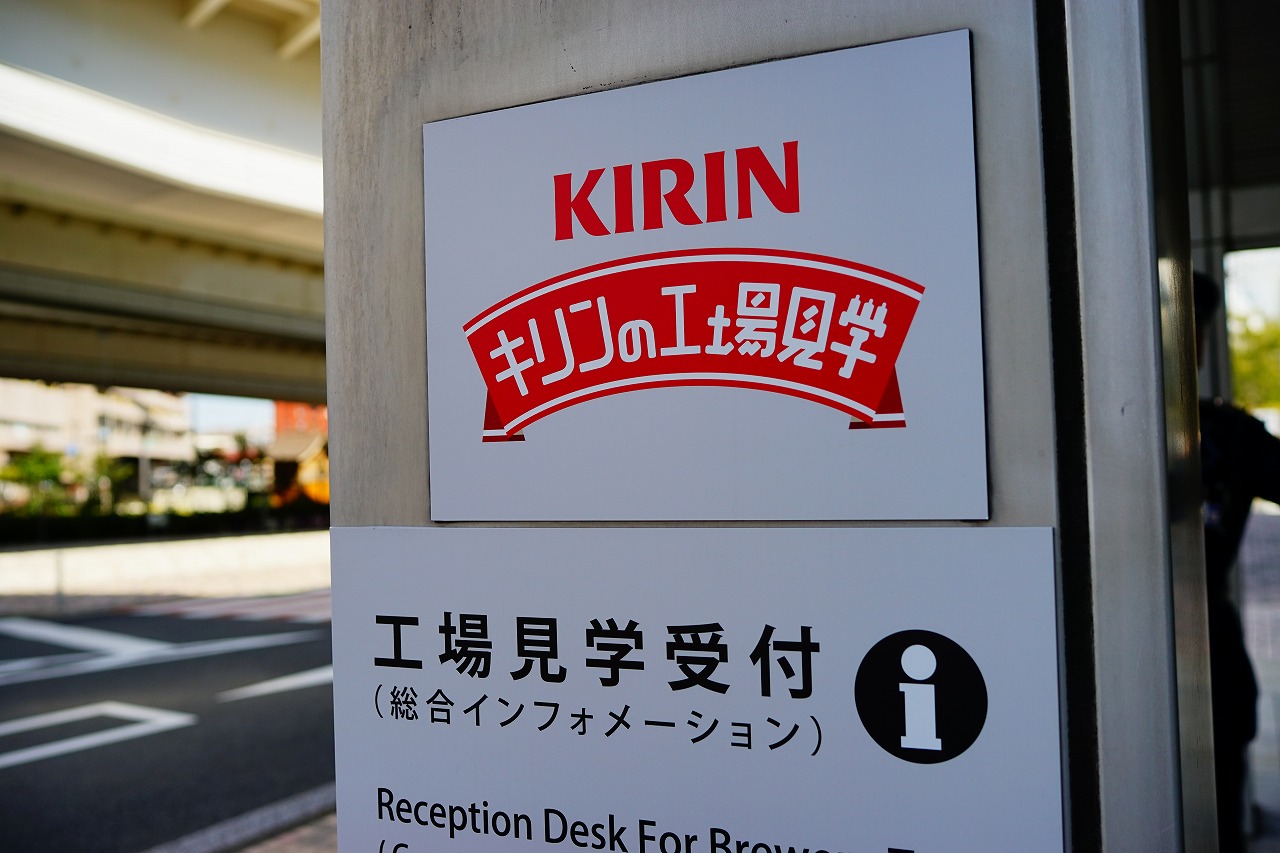 KIRIN
キリンの工場見学
工場見学受付
(総合インフォメーション)
i
Reception Desk For